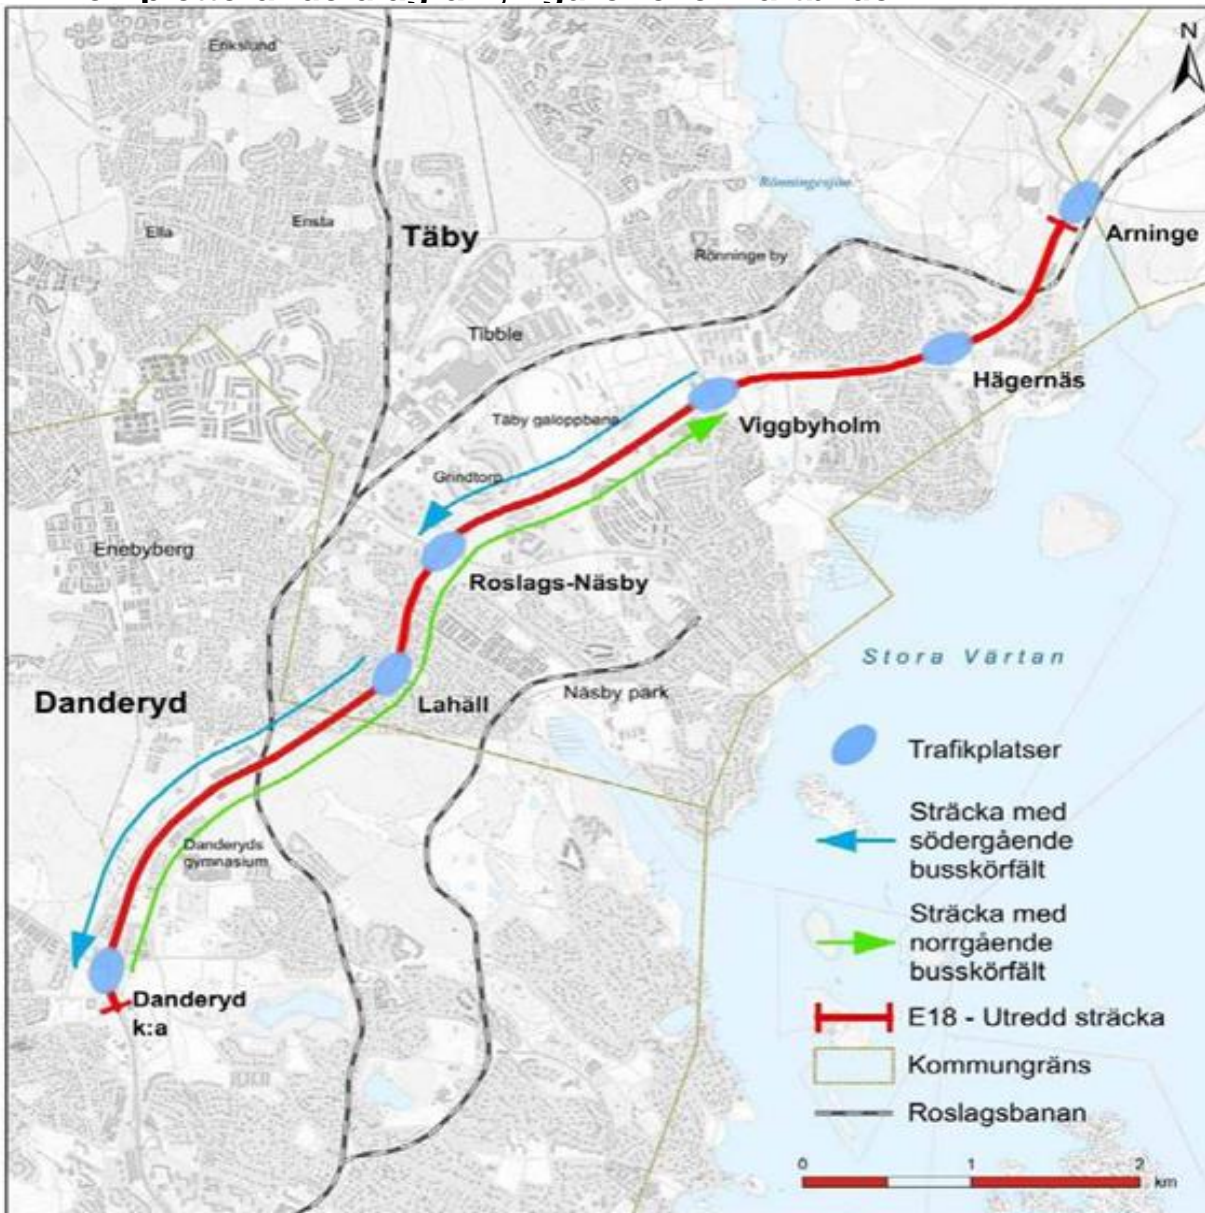 N
Erikslund
Rönningesjön
Ella
Ensta
Täby
Rönninge by
Arninge
Tibble
Hägernäs
Täby galoppbana
Viggbyholm
Grindtorp
Enebyberg
Roslags-Näsby
Stora Värtan
Danderyd
Lahäll
Näsby park
Danderyds
gymnasium
Danderyd
k:a
Trafikplatser
Sträcka med
södergående
busskörfält
Sträcka med
norrgående
busskörfält
E18 - Utredd sträcka
Kommungräns
Roslagsbanan
0 1 2
km